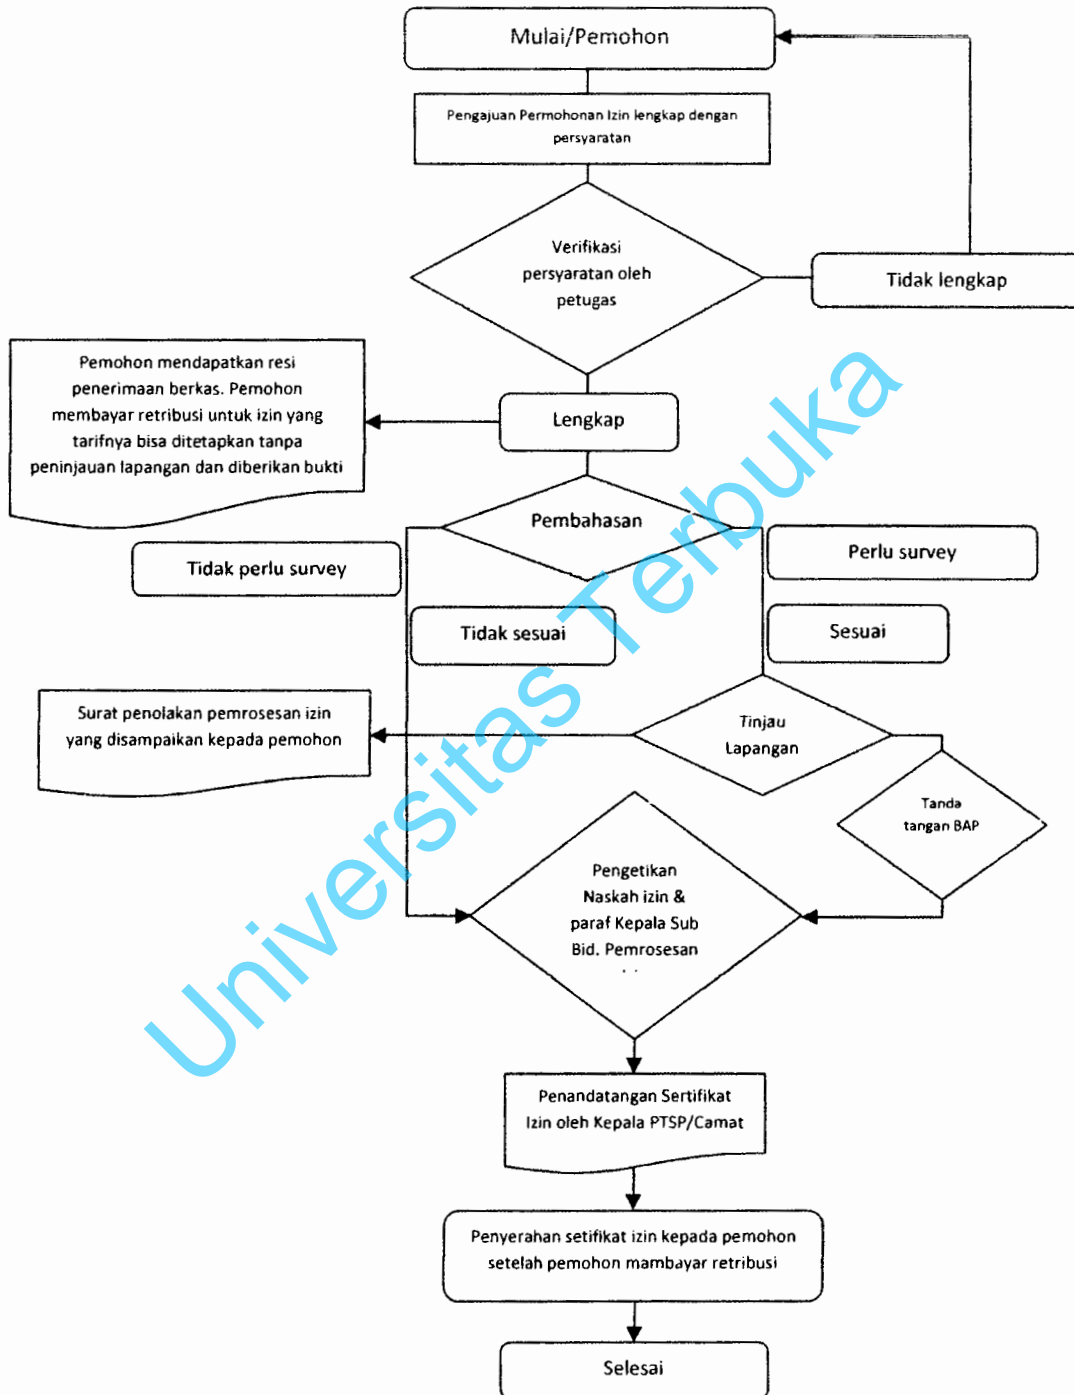 Mulai/Pemohon
Pengajuan Permohonan Izin lengkap dengan
persyaratan
Verifikasi
persyaratan oleh
petugas
Tidak lengkap
Pemohon mendapatkan resi
penerimaan berkas. Pemohon
membayar retribusi untuk izin yang
tarifnya bisa ditetapkan tanpa
peninjauan lapangan dan diberikan bukti
Lengkap
Pembahasan
Tidak perlu survey
Perlu survey
Tidak sesuai
Sesuai
Surat penolakan pemrosesan izin
yang disampaikan kepada pemohon
Tinjau
Lapangan
Tanda
tangan BAP
Pengetikan
Naskah izin &
paraf Kepala Sub
Bid. Pemrosesan
Penandatangan Sertifikat
Izin oleh Kepala PTSP/Camat
Penyerahan setifikat izin kepada pemohon
setelah pemohon mambayar retribusi
Selesai
Universitas Terbuka